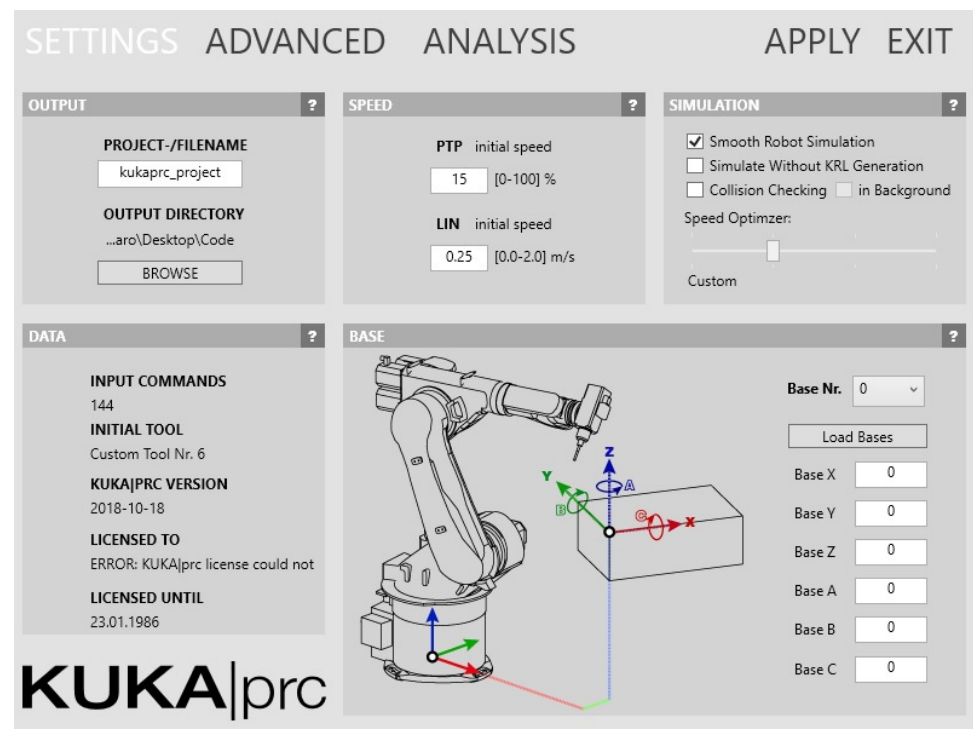 SETTINGS ADVANCED ANALYSIS APPLY EXIT
OUTPUT ?
PROJECT-/FILENAME
kukaprc_project
OUTPUT DIRECTORY
...aro\Desktop\Code
BROWSE
SPEED ?
PTP initial speed
15 [0-100] %
LIN initial speed
0.25 [0.0-2.0] m/s
SIMULATION ?
Smooth Robot Simulation
Simulate Without KRL Generation
Collision Checking in Background
Speed Optimzer:
Custom
DATA ?
INPUT COMMANDS
144
INITIAL TOOL
Custom Tool Nr. 6
KUKA|PRC VERSION
2018-10-18
LICENSED TO
ERROR: KUKA|prc license could not
LICENSED UNTIL
23.01.1986
KUKA|prc
BASE ?
Z
A
Y
B
C
X
Base Nr. 0
Load Bases
Base X 0
Base Y 0
Base Z 0
Base A 0
Base B 0
Base C 0